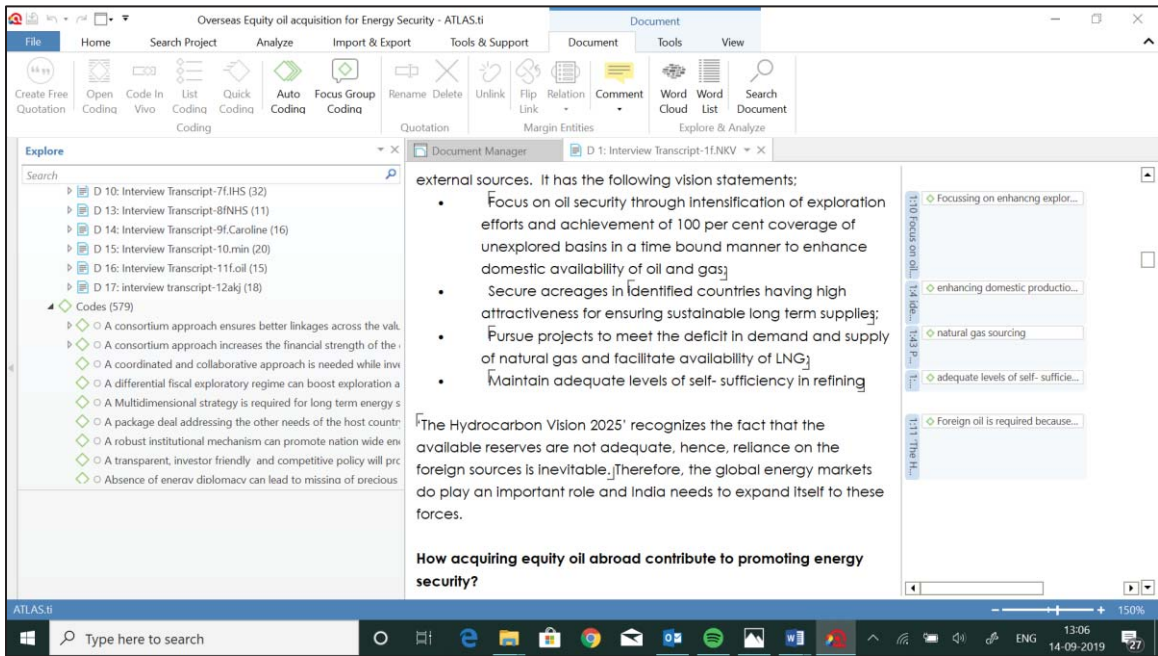 Overseas Equity oil acquisition for Energy Security - ATLAS.ti
Document
File Home Search Project Analyze Import & Export Tools & Support Document Tools View
Create Free Quotation
Open Coding
Code In Vivo
List Coding
Quick Coding
Auto Coding
Focus Group Coding
Rename Delete Unlink
Flip Link
Relation Comment
Word Cloud
Word List
Search Document
Coding Quotation Margin Entities Explore & Analyze
Explore
Search
D 10: Interview Transcript-7f.IHS (32)
D 13: Interview Transcript-8fNHS (11)
D 14: Interview Transcript-9f.Caroline (16)
D 15: Interview Transcript-10.min (20)
D 16: Interview Transcript-11f.oil (15)
D 17: interview transcript-12akj (18)
Codes (579)
A consortium approach ensures better linkages across the valu
A consortium approach increases the financial strength of the
A coordinated and collaborative approach is needed while inve
A differential fiscal exploratory regime can boost exploration a
A Multidimensional strategy is required for long term energy s
A package deal addressing the other needs of the host countr
A robust institutional mechanism can promote nation wide en
A transparent, investor friendly and competitive policy will pro
Absence of energy diplomacy can lead to missing of precious
Document Manager D 1: Interview Transcript-1f.NKV
external sources. It has the following vision statements;
• Focus on oil security through intensification of exploration
efforts and achievement of 100 per cent coverage of
unexplored basins in a time bound manner to enhance
domestic availability of oil and gas;
• Secure acreages in identified countries having high
attractiveness for ensuring sustainable long term supplies;
• Pursue projects to meet the deficit in demand and supply
of natural gas and facilitate availability of LNG;
• Maintain adequate levels of self- sufficiency in refining
'The Hydrocarbon Vision 2025' recognizes the fact that the
available reserves are not adequate, hence, reliance on the
foreign sources is inevitable. Therefore, the global energy markets
do play an important role and India needs to expand itself to these
forces.
How acquiring equity oil abroad contribute to promoting energy
security?
1:10 Focus on oil...
Focussing on enhancng explor...
1:4 ide...
enhancing domestic productio...
1:43 P...
natural gas sourcing
1:...
adequate levels of self- sufficie...
1:11 'The H...
Foreign oil is required because...
ATLAS.ti 150%
Type here to search
ENG
13:06
14-09-2019
27